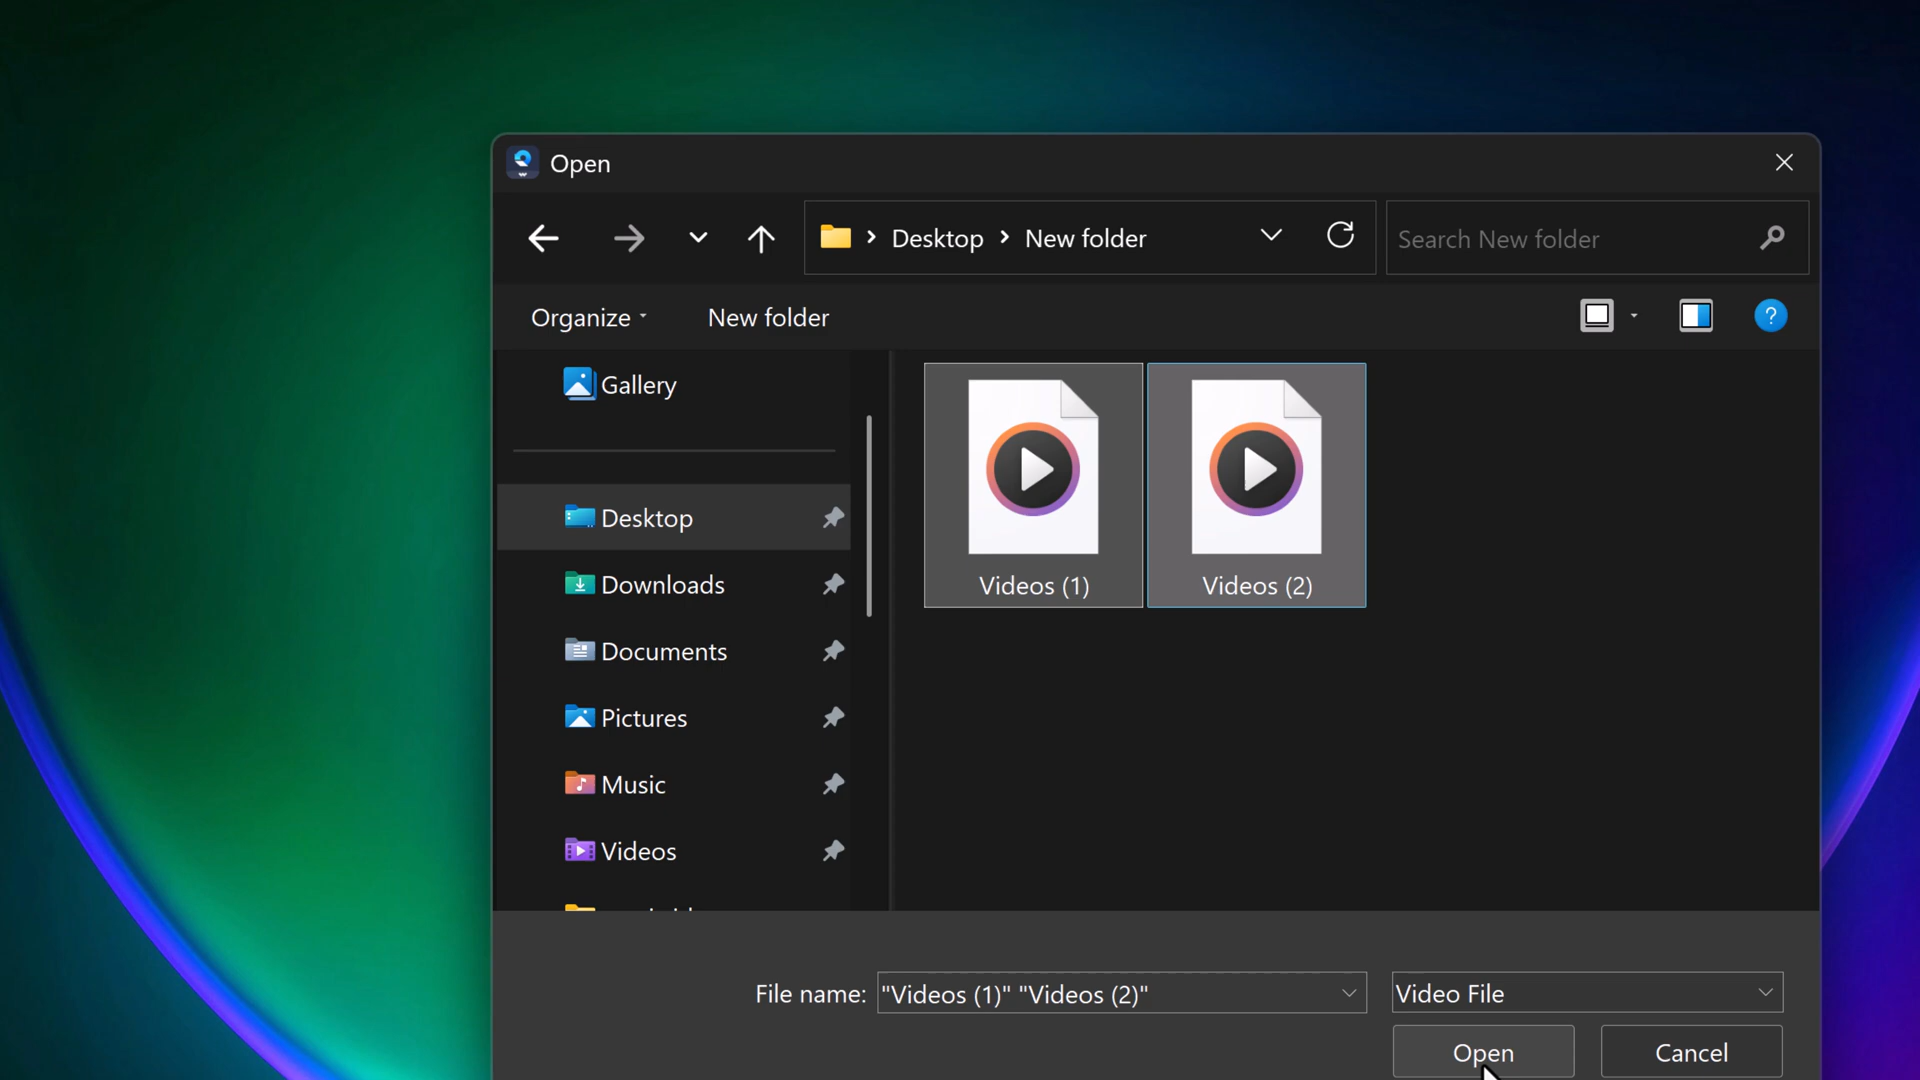 Open
Desktop
New folder
Search New folder
Organize
New folder
?
Gallery
Desktop
Downloads
Documents
Pictures
Music
Videos
Videos (1)
Videos (2)
File name:
"Videos (1)" "Videos (2)"
Video File
Open
Cancel